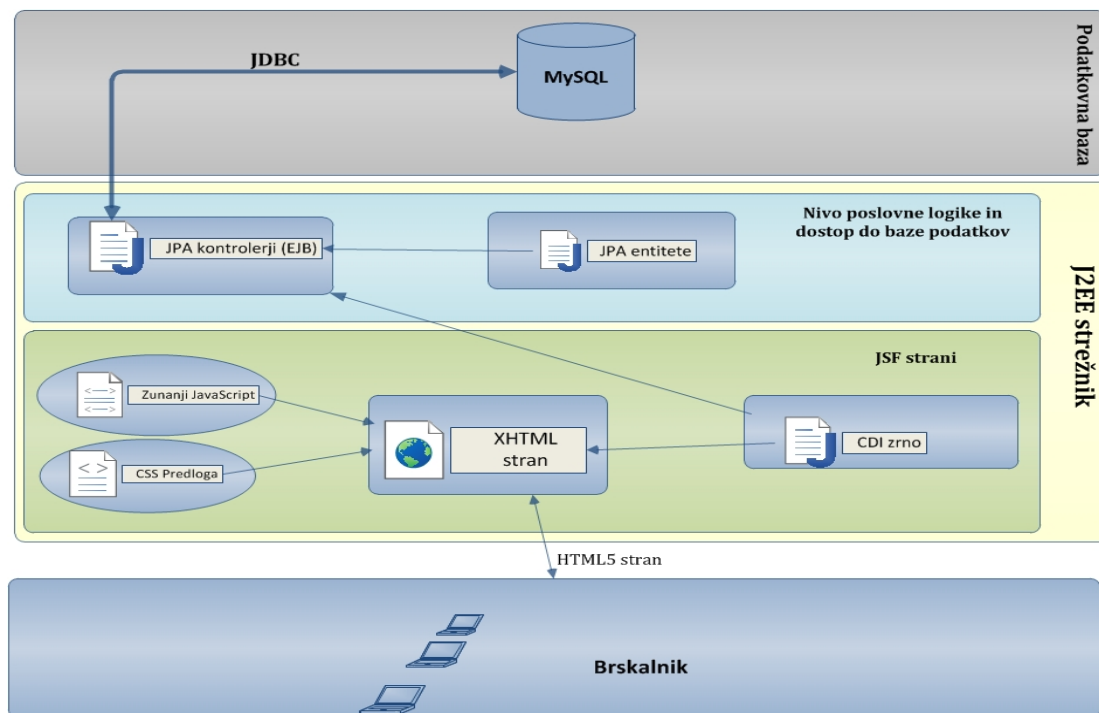 JDBC
MySQL
Podatkovna baza
Nivo poslovne logike in
dostop do baze podatkov
JPA kontrolerji (EJB)
JPA entitete
J2EE strežnik
JSF strani
Zunanji JavaScript
XHTML
stran
CDI zrno
CSS Predloga
HTML5 stran
Brskalnik